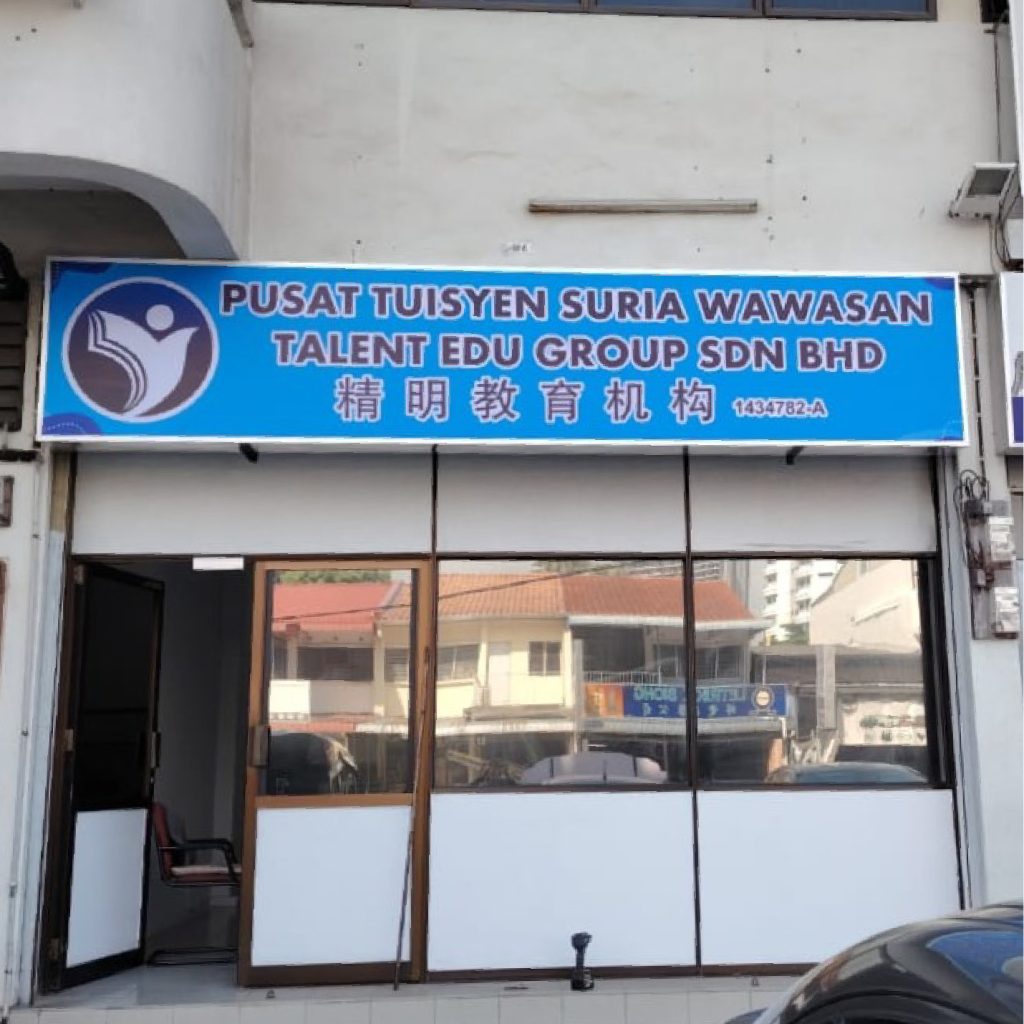 PUSAT TUISYEN SURIA WAWASAN
TALENT EDU GROUP SDN BHD
精明教育机构 1434782-A